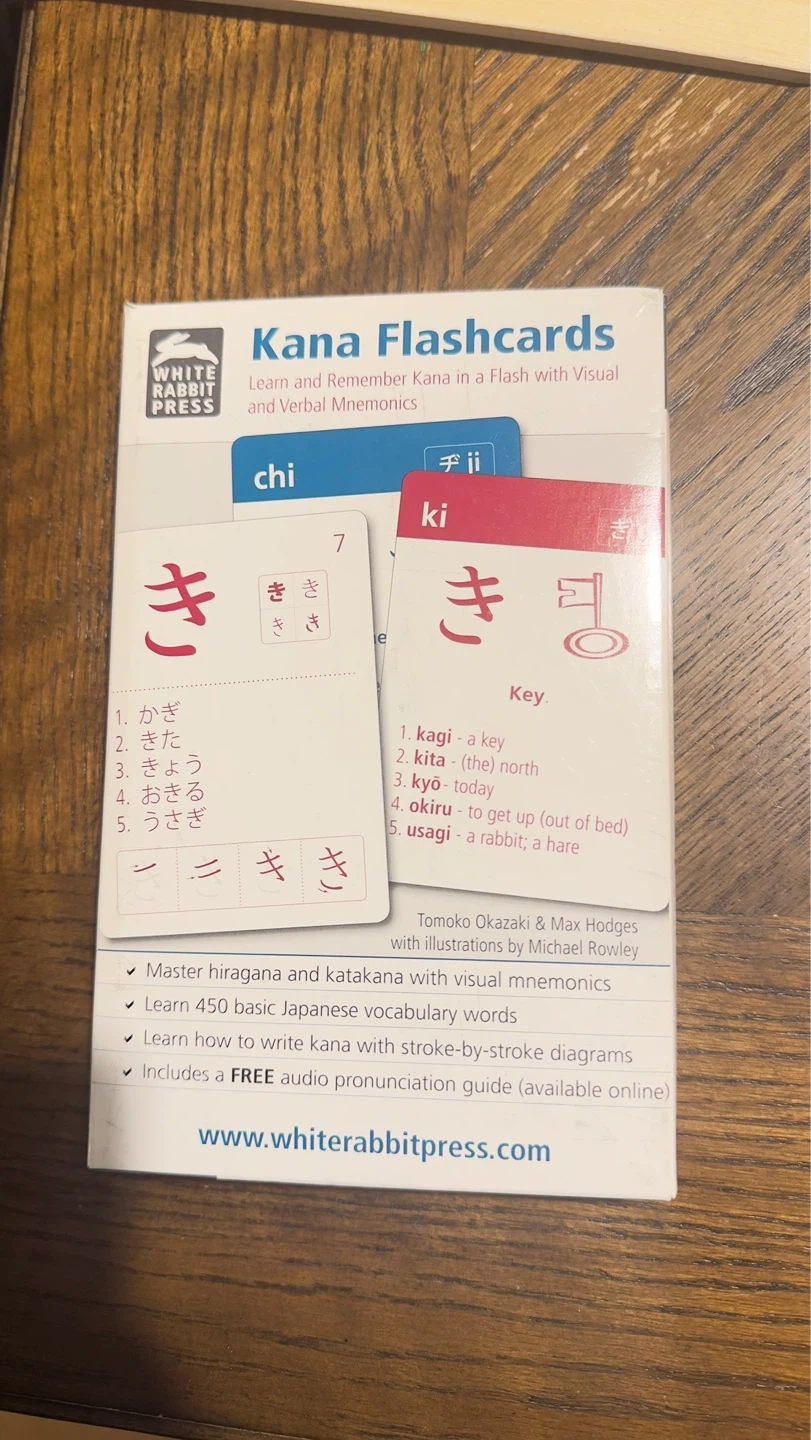 WHITE
RABBIT
PRESS
Kana Flashcards
Learn and Remember Kana in a Flash with Visual
and Verbal Mnemonics
chi
ヂ ji
ki
7
き
き き
き き
き
Key
1. かぎ
2. きた
3. きょう
4. おきる
5. うさぎ
1. kagi - a key
2. kita - (the) north
3. kyō - today
4. okiru - to get up (out of bed)
5. usagi - a rabbit; a hare
き
Tomoko Okazaki & Max Hodges
with illustrations by Michael Rowley
✔ Master hiragana and katakana with visual mnemonics
✔ Learn 450 basic Japanese vocabulary words
✔ Learn how to write kana with stroke-by-stroke diagrams
✔ Includes a FREE audio pronunciation guide (available online)
www.whiterabbitpress.com